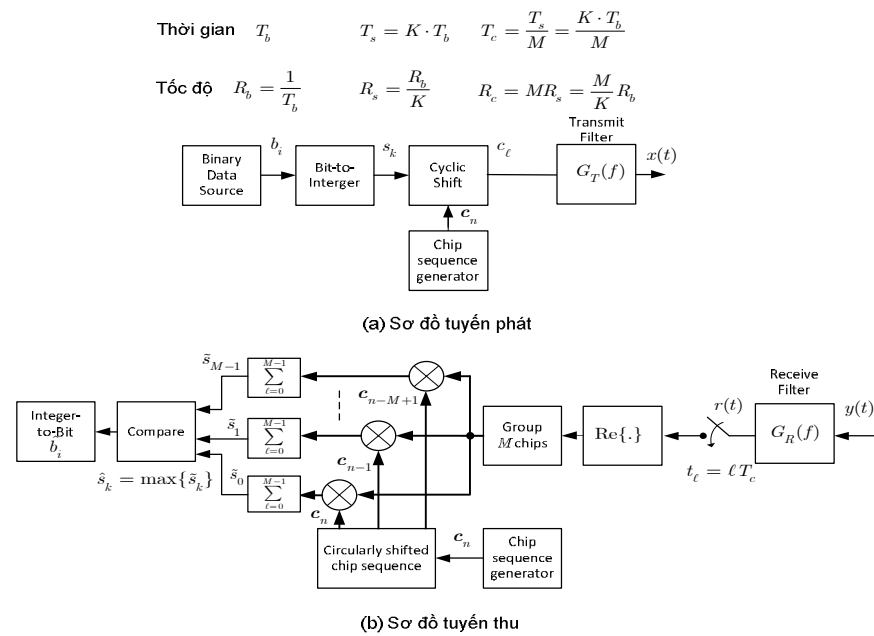 Thời gian T_b T_s = K · T_b T_c = T_s/M = K · T_b/M
Tốc độ R_b = 1/T_b R_s = R_b/K R_c = MR_s = M/K R_b
Transmit
Filter
b_i s_k c_ℓ x(t)
Binary
Data
Source
Bit-to-
Interger
Cyclic
Shift
G_T(f)
c_n
Chip
sequence
generator
(a) Sơ đồ tuyến phát
s̃_{M−1}
M−1
∑
ℓ=0
c_{n−M+1}
Receive
Filter
Integer-
to-Bit
b_i
Compare
s̃_1
M−1
∑
ℓ=0
c_{n−1}
Group
M chips
Re{.}
r(t)
G_R(f)
y(t)
t_ℓ = ℓT_c
ŝ_k = max{s̃_k}
s̃_0
M−1
∑
ℓ=0
c_n
Circularly shifted
chip sequence
c_n
Chip
sequence
generator
(b) Sơ đồ tuyến thu